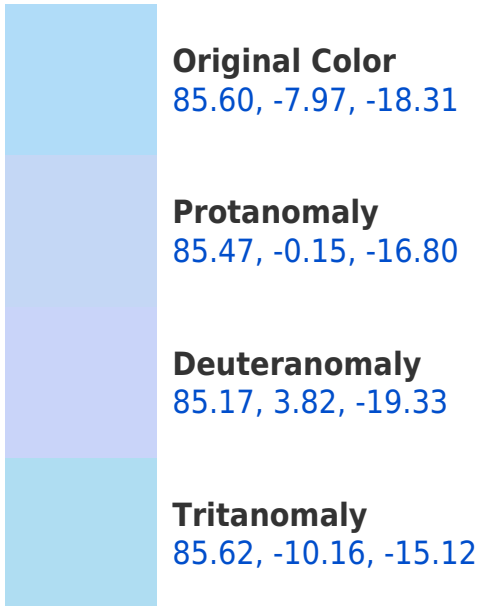 Original Color
85.60, -7.97, -18.31
Protanomaly
85.47, -0.15, -16.80
Deuteranomaly
85.17, 3.82, -19.33
Tritanomaly
85.62, -10.16, -15.12